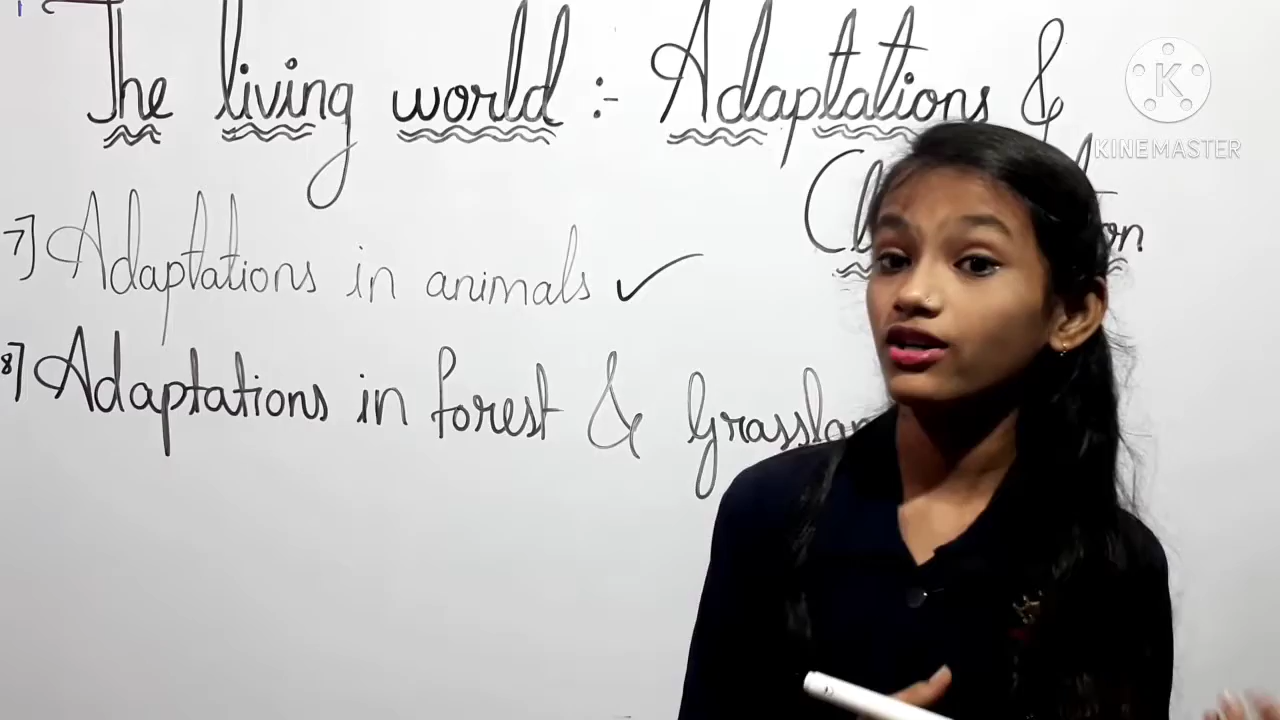 The living world :- Adaptations &
7] Adaptations in animals ✓
8] Adaptations in forest &
K
KINEMASTER